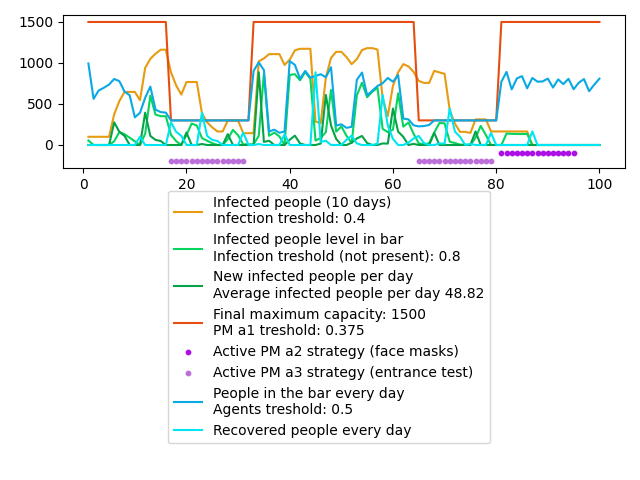 1500
1000
500
0
0 20 40 60 80 100
Infected people (10 days)
Infection treshold: 0.4
Infected people level in bar
Infection treshold (not present): 0.8
New infected people per day
Average infected people per day 48.82
Final maximum capacity: 1500
PM a1 treshold: 0.375
Active PM a2 strategy (face masks)
Active PM a3 strategy (entrance test)
People in the bar every day
Agents treshold: 0.5
Recovered people every day